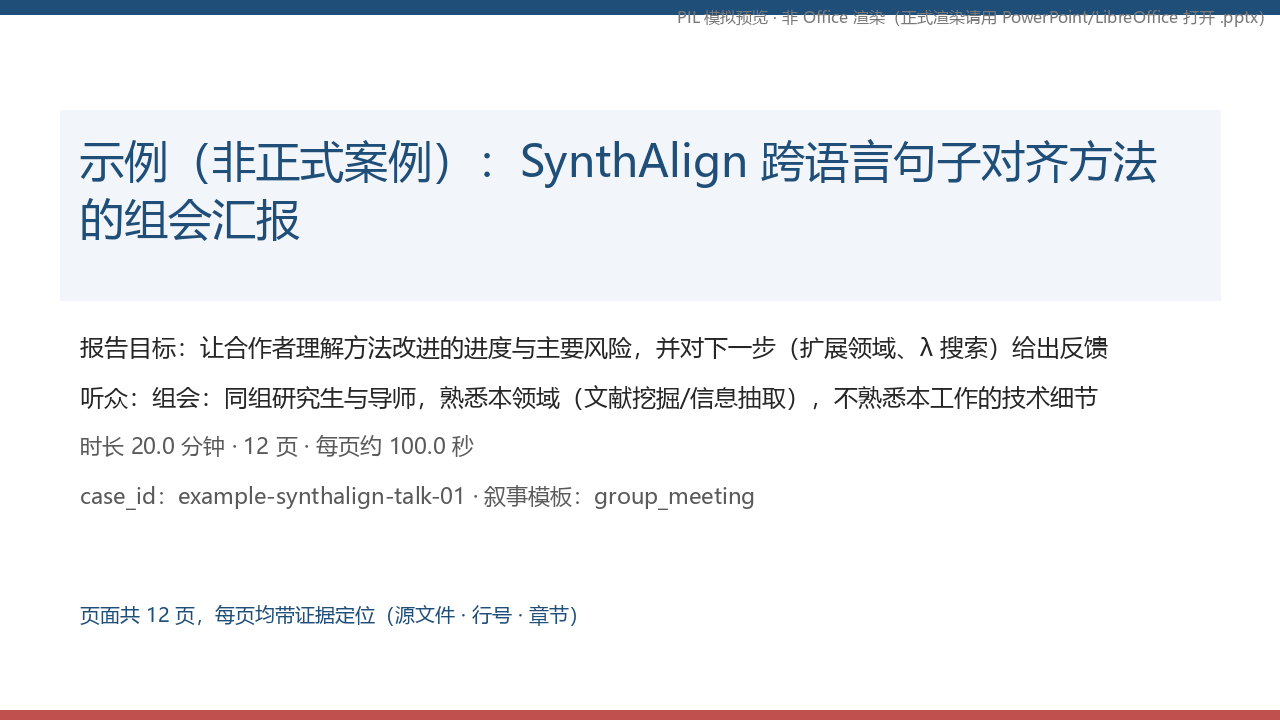 PIL 模拟预览 · 非 Office 渲染（正式渲染请用 PowerPoint/LibreOffice 打开 .pptx）
示例（非正式案例）：SynthAlign 跨语言句子对齐方法
的组会汇报
报告目标：让合作者理解方法改进的进度与主要风险，并对下一步（扩展领域、λ 搜索）给出反馈
听众：组会：同组研究生与导师，熟悉本领域（文献挖掘/信息抽取），不熟悉本工作的技术细节
时长 20.0 分钟 · 12 页 · 每页约 100.0 秒
case_id：example-synthalign-talk-01 · 叙事模板：group_meeting
页面共 12 页，每页均带证据定位（源文件 · 行号 · 章节）